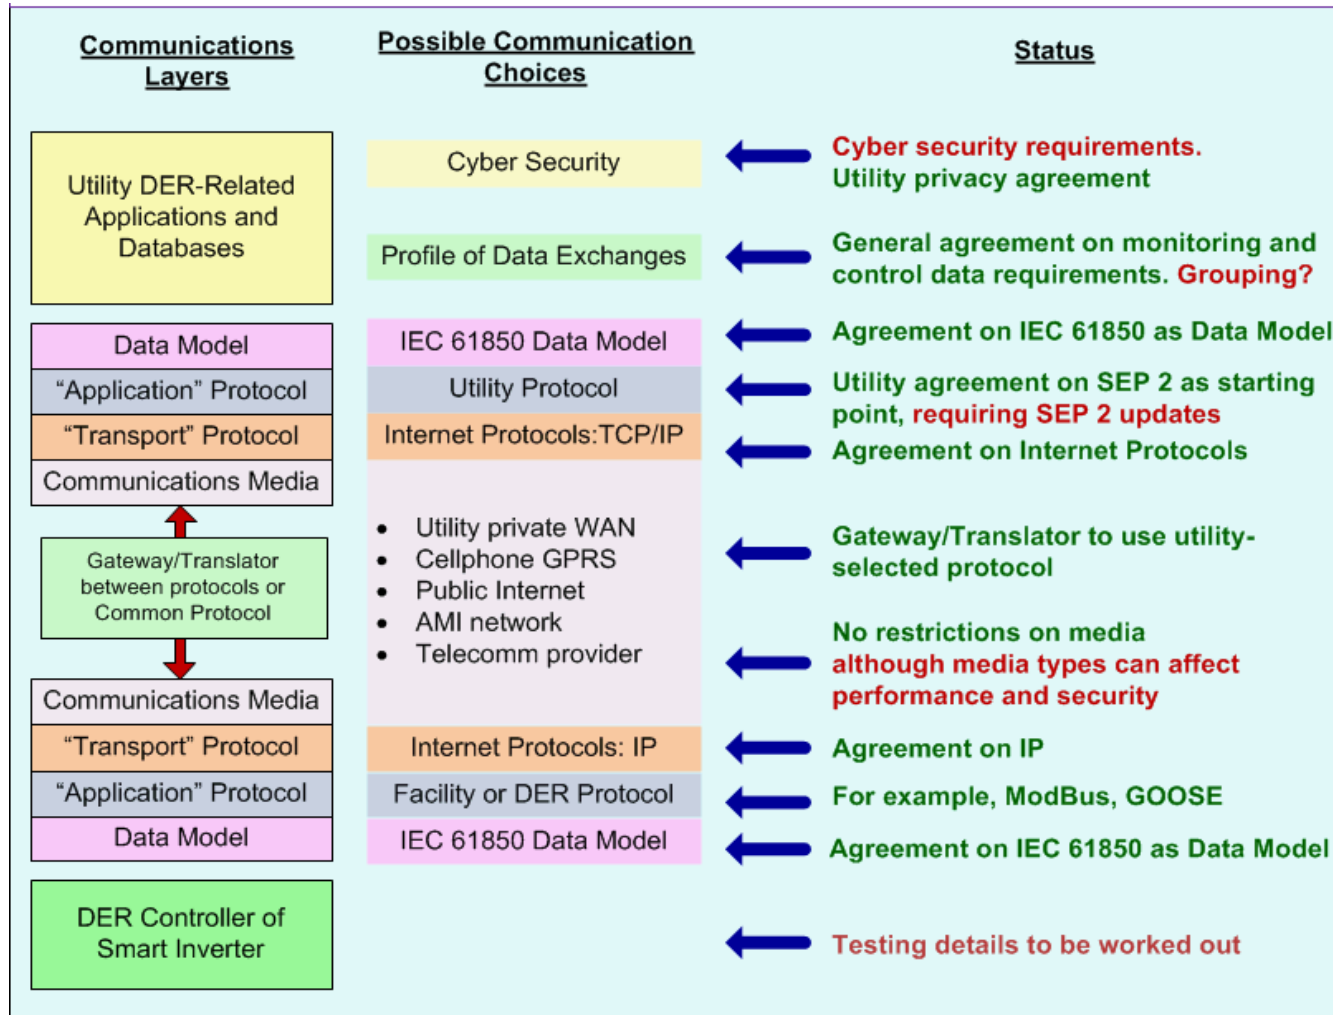 Communications
Layers
Possible Communication
Choices
Status
Utility DER-Related
Applications and
Databases
Cyber Security
Cyber security requirements.
Utility privacy agreement
Profile of Data Exchanges
General agreement on monitoring and
control data requirements. Grouping?
Data Model
IEC 61850 Data Model
Agreement on IEC 61850 as Data Model
“Application” Protocol
Utility Protocol
Utility agreement on SEP 2 as starting
point, requiring SEP 2 updates
“Transport” Protocol
Internet Protocols:TCP/IP
Agreement on Internet Protocols
Communications Media
Gateway/Translator
between protocols or
Common Protocol
• Utility private WAN
• Cellphone GPRS
• Public Internet
• AMI network
• Telecomm provider
Gateway/Translator to use utility-
selected protocol
No restrictions on media
although media types can affect
performance and security
Communications Media
“Transport” Protocol
Internet Protocols: IP
Agreement on IP
“Application” Protocol
Facility or DER Protocol
For example, ModBus, GOOSE
Data Model
IEC 61850 Data Model
Agreement on IEC 61850 as Data Model
DER Controller of
Smart Inverter
Testing details to be worked out